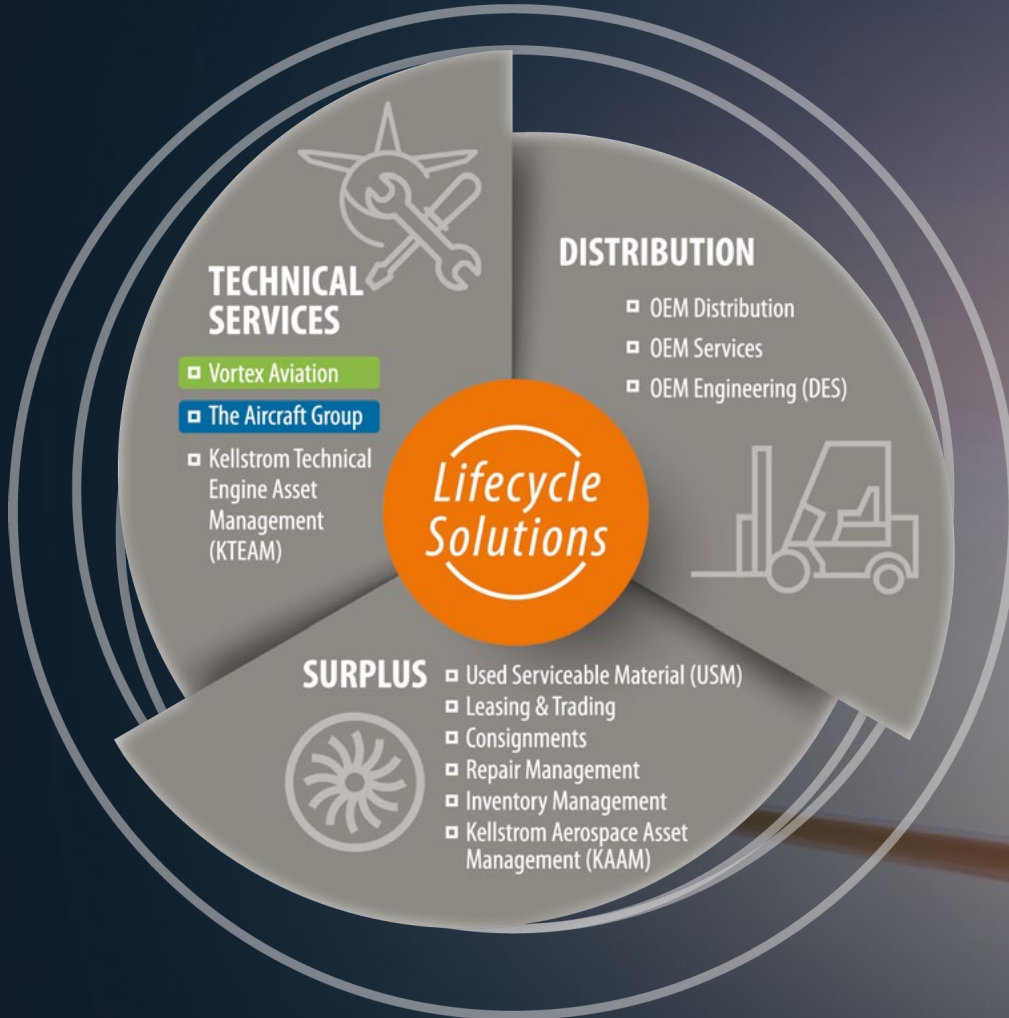 TECHNICAL
SERVICES
▫ Vortex Aviation
▫ The Aircraft Group
▫ Kellstrom Technical
Engine Asset
Management
(KTEAM)
DISTRIBUTION
▫ OEM Distribution
▫ OEM Services
▫ OEM Engineering (DES)
Lifecycle
Solutions
SURPLUS
▫ Used Serviceable Material (USM)
▫ Leasing & Trading
▫ Consignments
▫ Repair Management
▫ Inventory Management
▫ Kellstrom Aerospace Asset
Management (KAAM)